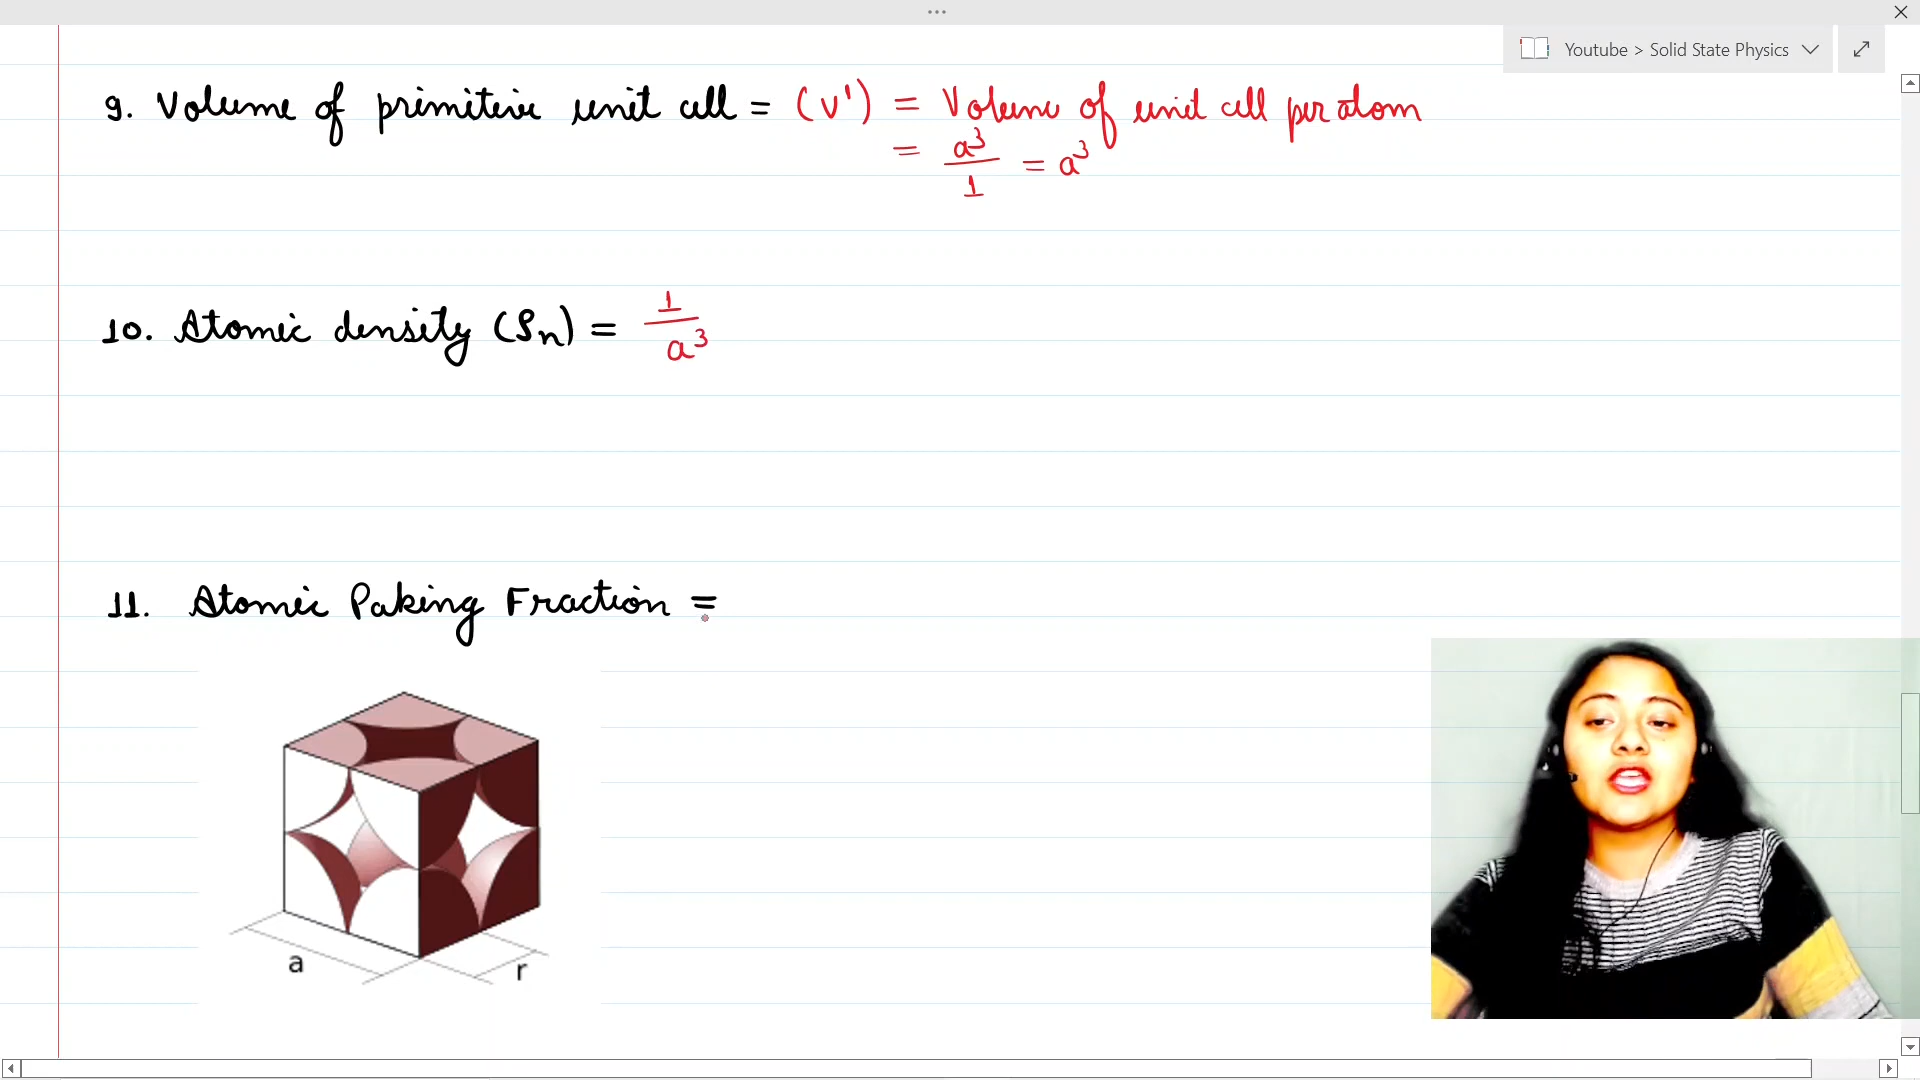 Youtube > Solid State Physics
9. Volume of primitive unit cell = (V') = Volume of unit cell per atom
= a³/1 = a³
10. Atomic density (ρn) = 1/a³
11. Atomic Paking Fraction =
a
r